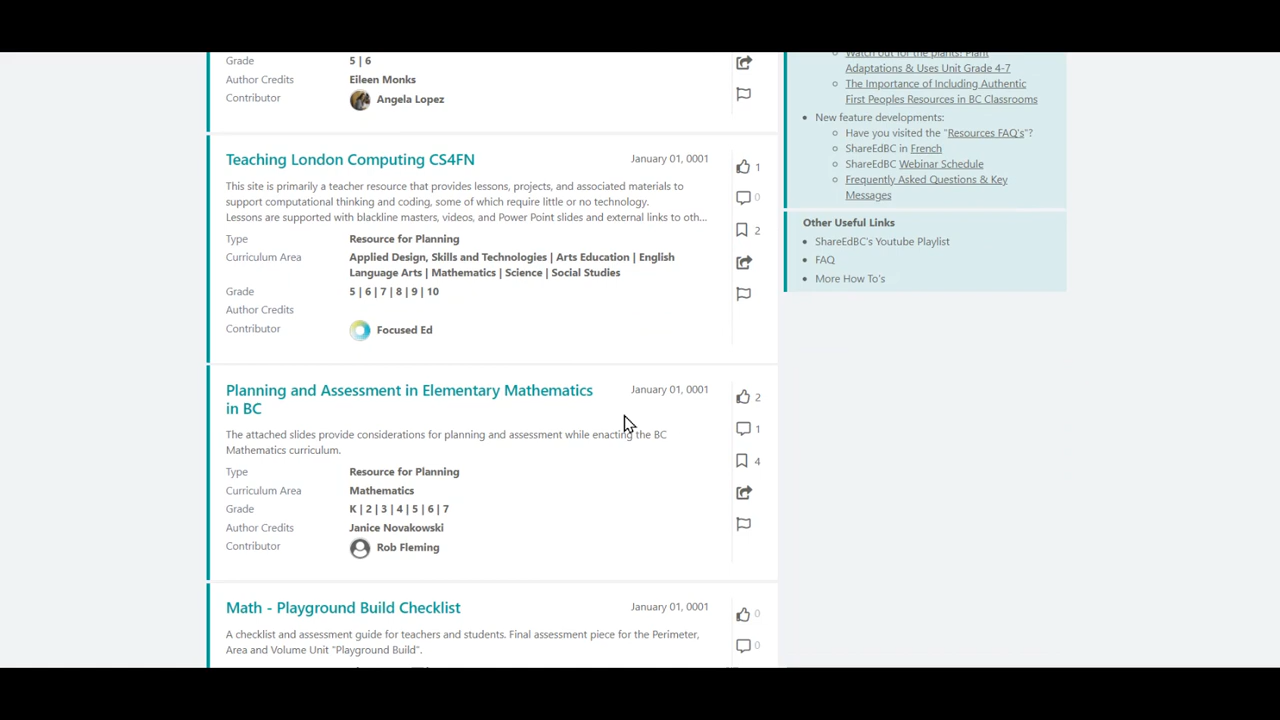 Grade 5 | 6
Author Credits Eileen Monks
Contributor Angela Lopez
Teaching London Computing CS4FN January 01, 0001
1
This site is primarily a teacher resource that provides lessons, projects, and associated materials to
support computational thinking and coding, some of which require little or no technology.
0
Lessons are supported with blackline masters, videos, and Power Point slides and external links to oth...
2
Type Resource for Planning
Curriculum Area Applied Design, Skills and Technologies | Arts Education | English
Language Arts | Mathematics | Science | Social Studies
Grade 5 | 6 | 7 | 8 | 9 | 10
Author Credits
Contributor Focused Ed
Planning and Assessment in Elementary Mathematics January 01, 0001
in BC
2
The attached slides provide considerations for planning and assessment while enacting the BC
1
Mathematics curriculum.
4
Type Resource for Planning
Curriculum Area Mathematics
Grade K | 2 | 3 | 4 | 5 | 6 | 7
Author Credits Janice Novakowski
Contributor Rob Fleming
Math - Playground Build Checklist January 01, 0001
0
A checklist and assessment guide for teachers and students. Final assessment piece for the Perimeter,
0
Area and Volume Unit "Playground Build".
Watch out for the plants! Plant
Adaptations & Uses Unit Grade 4-7
The Importance of Including Authentic
First Peoples Resources in BC Classrooms
New feature developments:
Have you visited the "Resources FAQ's"?
ShareEdBC in French
ShareEdBC Webinar Schedule
Frequently Asked Questions & Key
Messages
Other Useful Links
ShareEdBC's Youtube Playlist
FAQ
More How To's